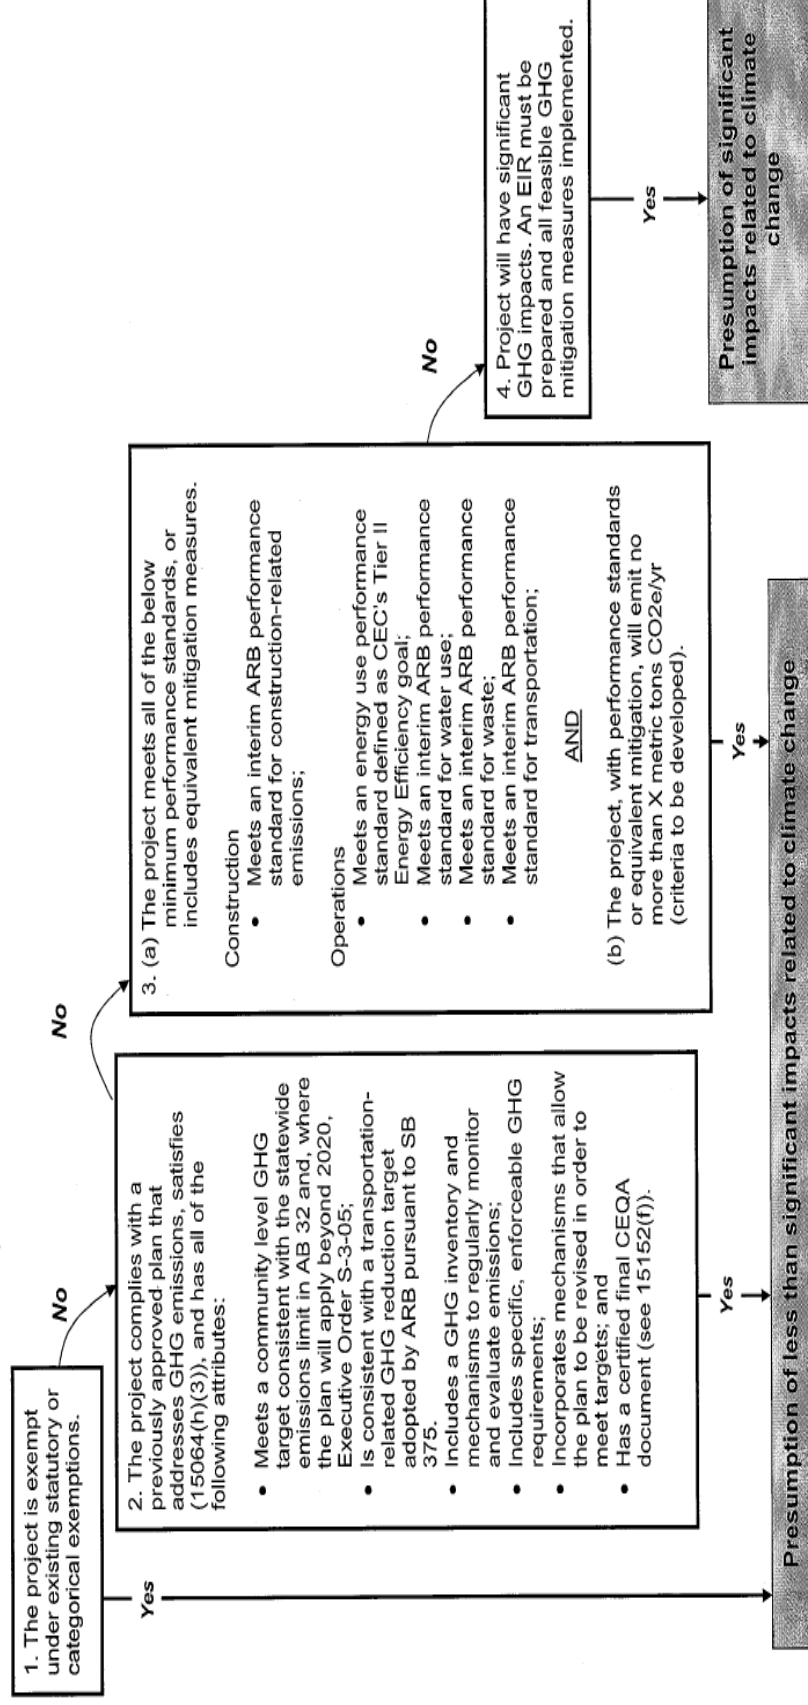 1. The project is exempt
under existing statutory or
categorical exemptions.
No
Yes
2. The project complies with a
previously approved plan that
addresses GHG emissions, satisfies
(15064(h)(3)), and has all of the
following attributes:
• Meets a community level GHG
target consistent with the statewide
emissions limit in AB 32 and, where
the plan will apply beyond 2020,
Executive Order S-3-05;
• Is consistent with a transportation-
related GHG reduction target
adopted by ARB pursuant to SB
375.
• Includes a GHG inventory and
mechanisms to regularly monitor
and evaluate emissions;
• Includes specific, enforceable GHG
requirements;
• Incorporates mechanisms that allow
the plan to be revised in order to
meet targets; and
• Has a certified final CEQA
document (see 15152(f)).
No
Yes
3. (a) The project meets all of the below
minimum performance standards, or
includes equivalent mitigation measures.
Construction
• Meets an interim ARB performance
standard for construction-related
emissions;
Operations
• Meets an energy use performance
standard defined as CEC's Tier II
Energy Efficiency goal;
• Meets an interim ARB performance
standard for water use;
• Meets an interim ARB performance
standard for waste;
• Meets an interim ARB performance
standard for transportation;
AND
(b) The project, with performance standards
or equivalent mitigation, will emit no
more than X metric tons CO2e/yr
(criteria to be developed).
No
Yes
4. Project will have significant
GHG impacts. An EIR must be
prepared and all feasible GHG
mitigation measures implemented.
Yes
Presumption of less than significant impacts related to climate change
Presumption of significant
impacts related to climate
change